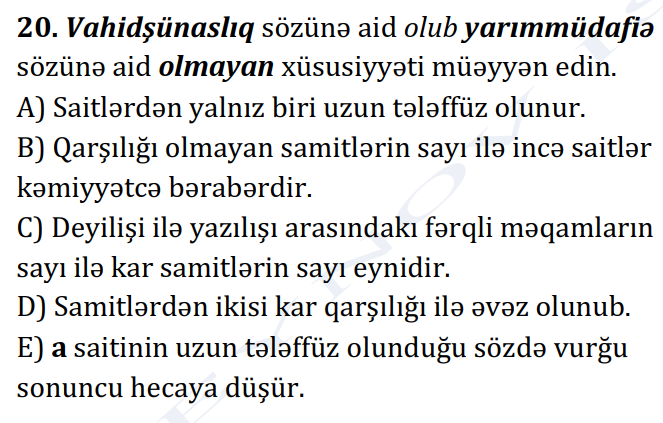 20. Vahidşünaslıq sözünə aid olub yarımmüdafiə
sözünə aid olmayan xüsusiyyəti müəyyən edin.
A) Saitlərdən yalnız biri uzun tələffüz olunur.
B) Qarşılığı olmayan samitlərin sayı ilə incə saitlər
kəmiyyətcə bərabərdir.
C) Deyilişi ilə yazılışı arasındakı fərqli məqamların
sayı ilə kar samitlərin sayı eynidir.
D) Samitlərdən ikisi kar qarşılığı ilə əvəz olunub.
E) a saitinin uzun tələffüz olunduğu sözdə vurğu
sonuncu hecaya düşür.